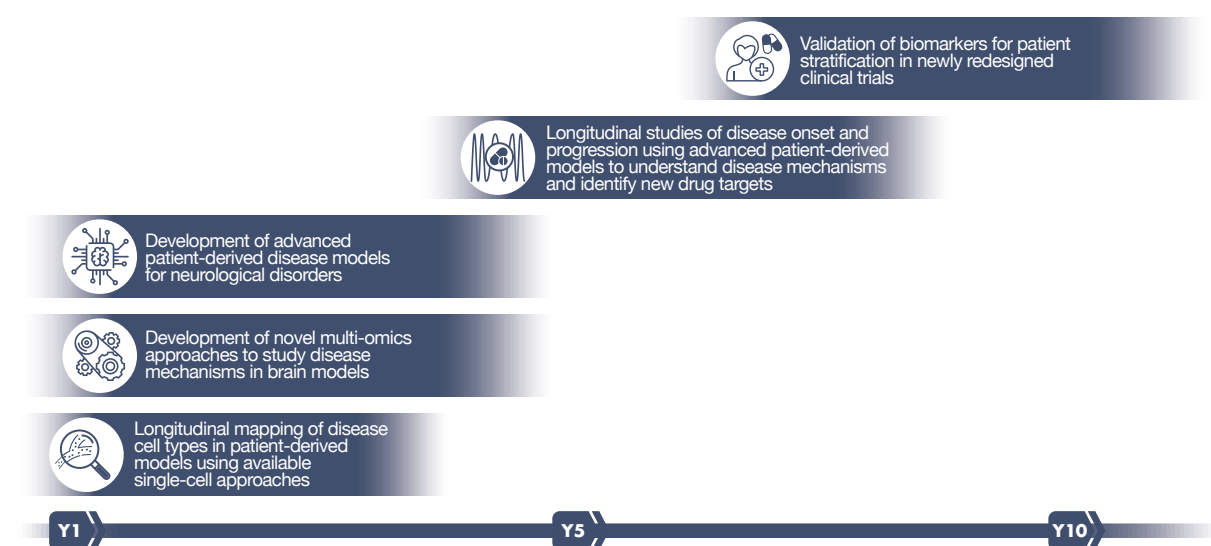 Validation of biomarkers for patient
stratification in newly redesigned
clinical trials
Longitudinal studies of disease onset and
progression using advanced patient-derived
models to understand disease mechanisms
and identify new drug targets
Development of advanced
patient-derived disease models
for neurological disorders
Development of novel multi-omics
approaches to study disease
mechanisms in brain models
Longitudinal mapping of disease
cell types in patient-derived
models using available
single-cell approaches
Y1
Y5
Y10